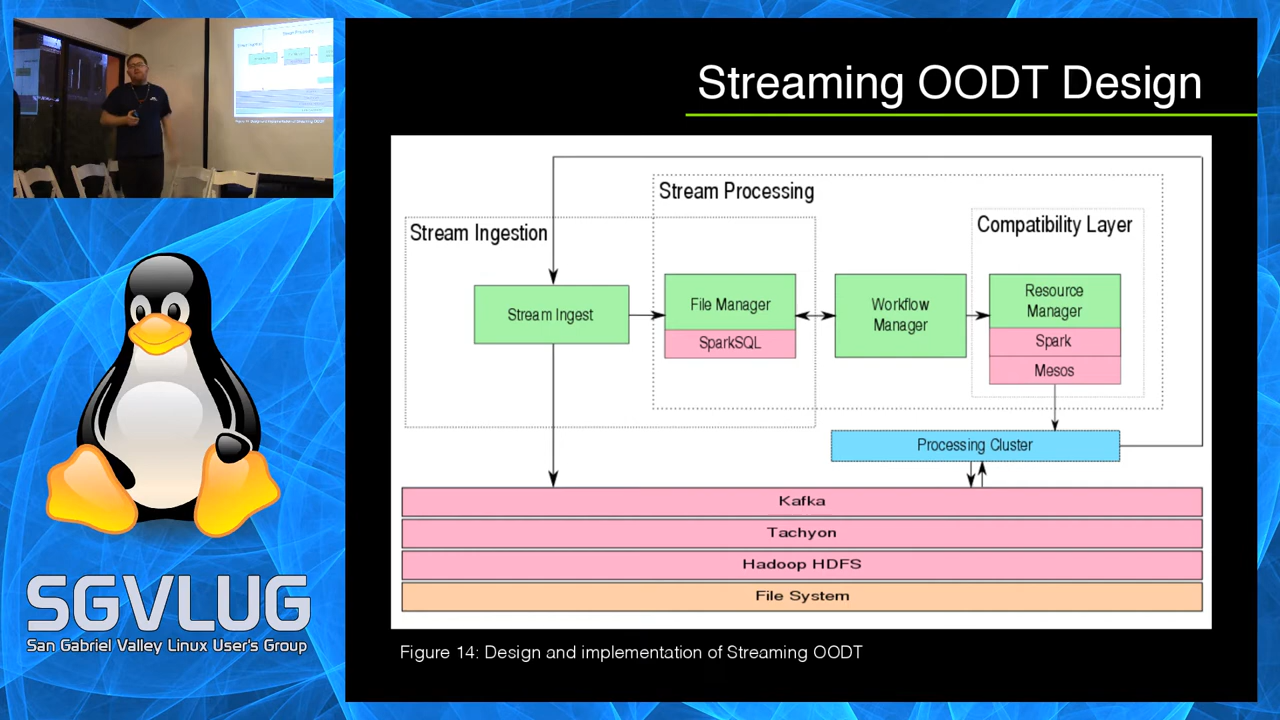 Streaming OODT Design
Stream Processing
Stream Ingestion
Compatibility Layer
Stream Ingest
File Manager
SparkSQL
Workflow
Manager
Resource
Manager
Spark
Mesos
Processing Cluster
Kafka
Tachyon
Hadoop HDFS
File System
Figure 14: Design and implementation of Streaming OODT
SGVLUG
San Gabriel Valley Linux User's Group